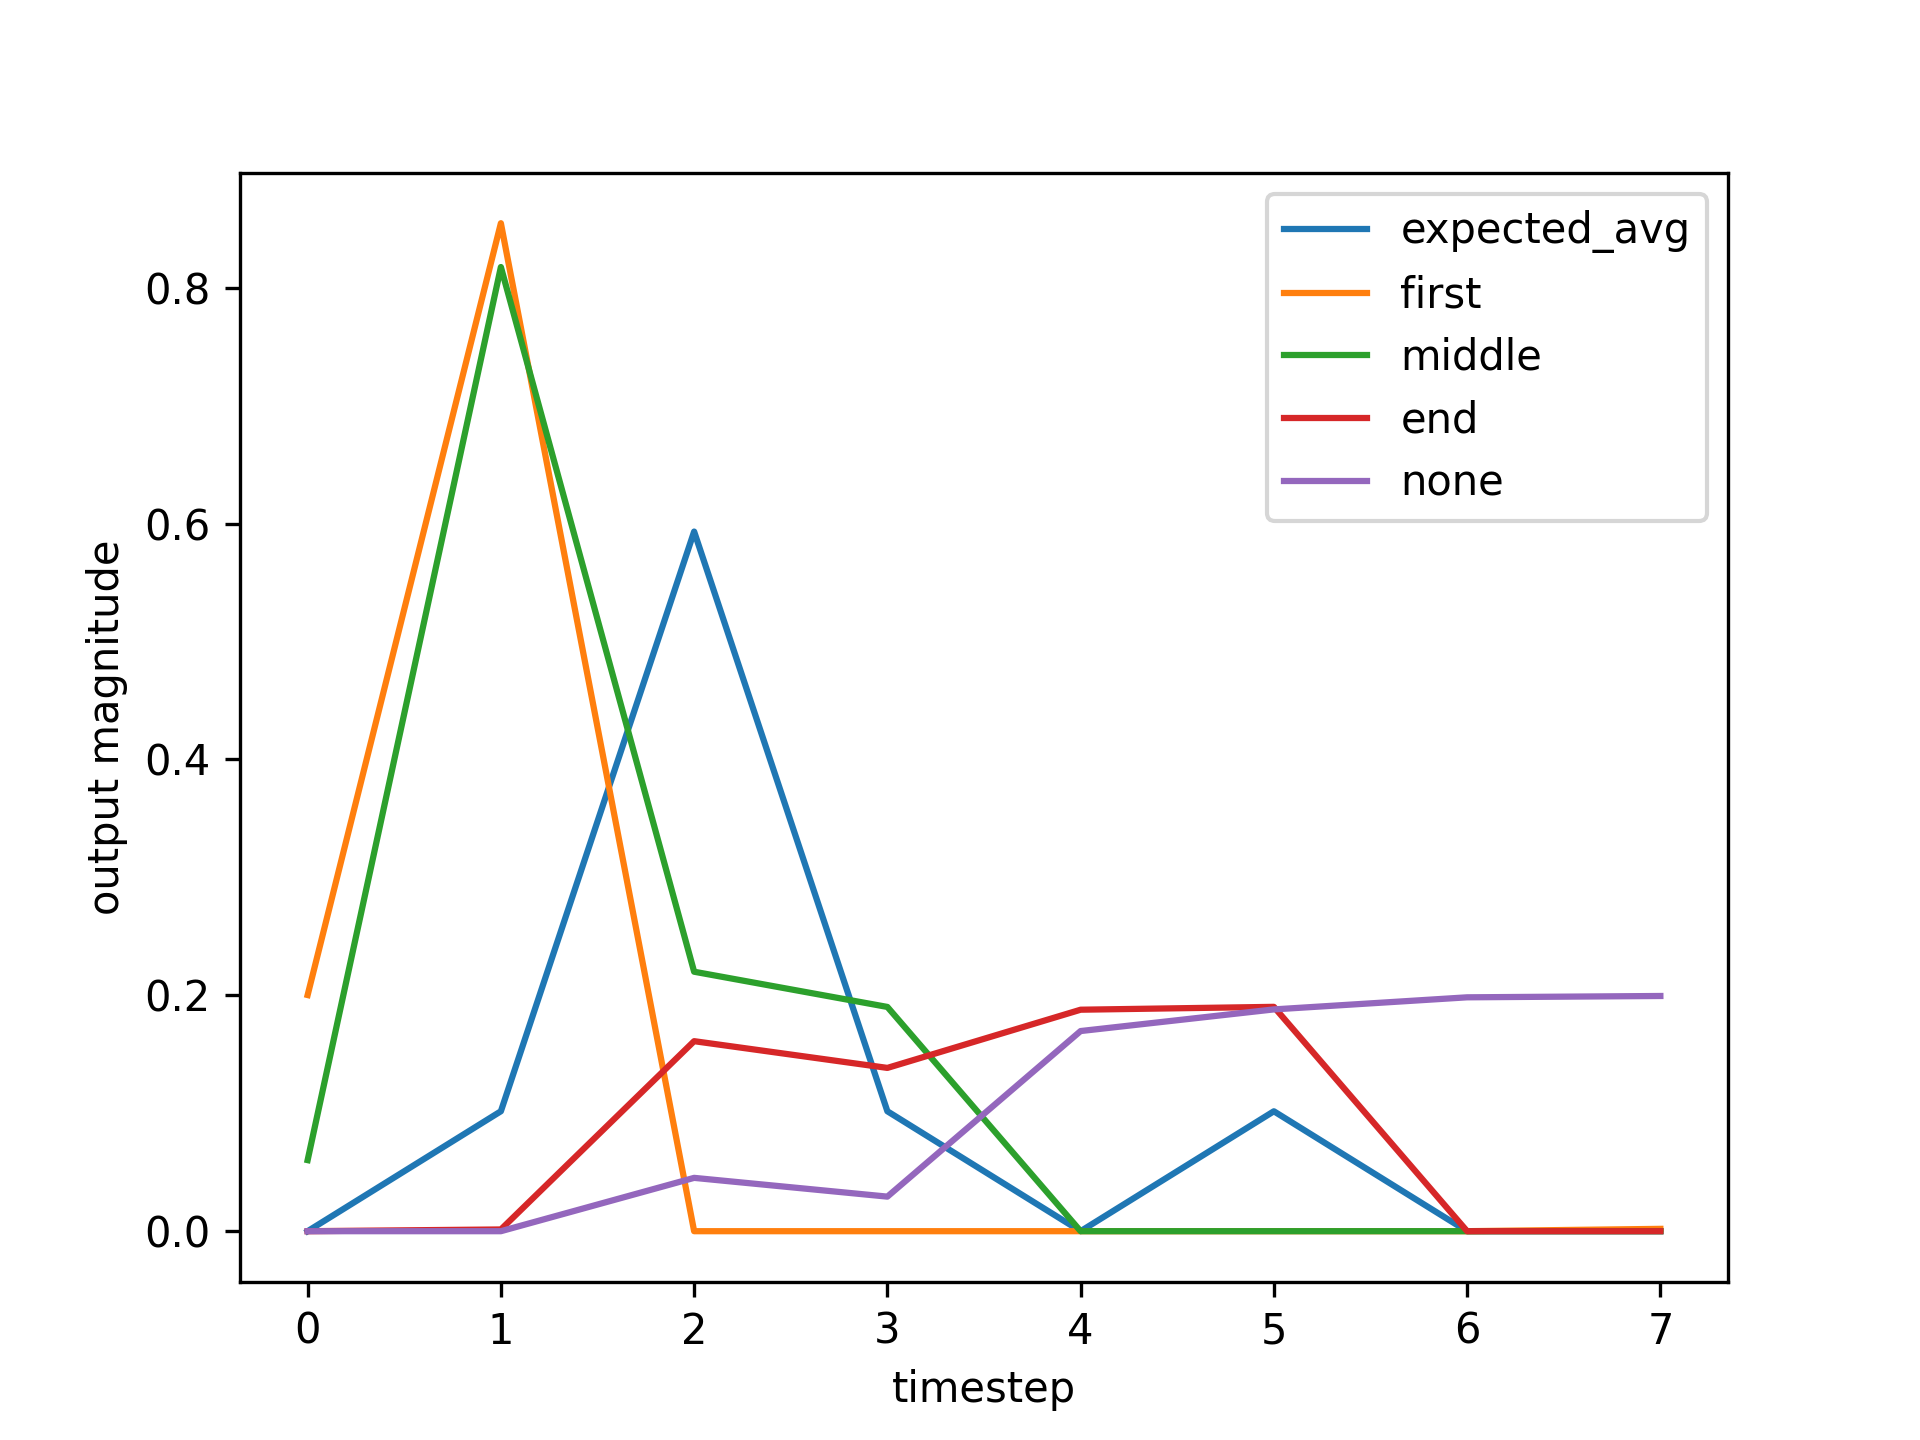 expected_avg
first
middle
end
none
0.8
0.6
0.4
0.2
0.0
output magnitude
0 1 2 3 4 5 6 7
timestep